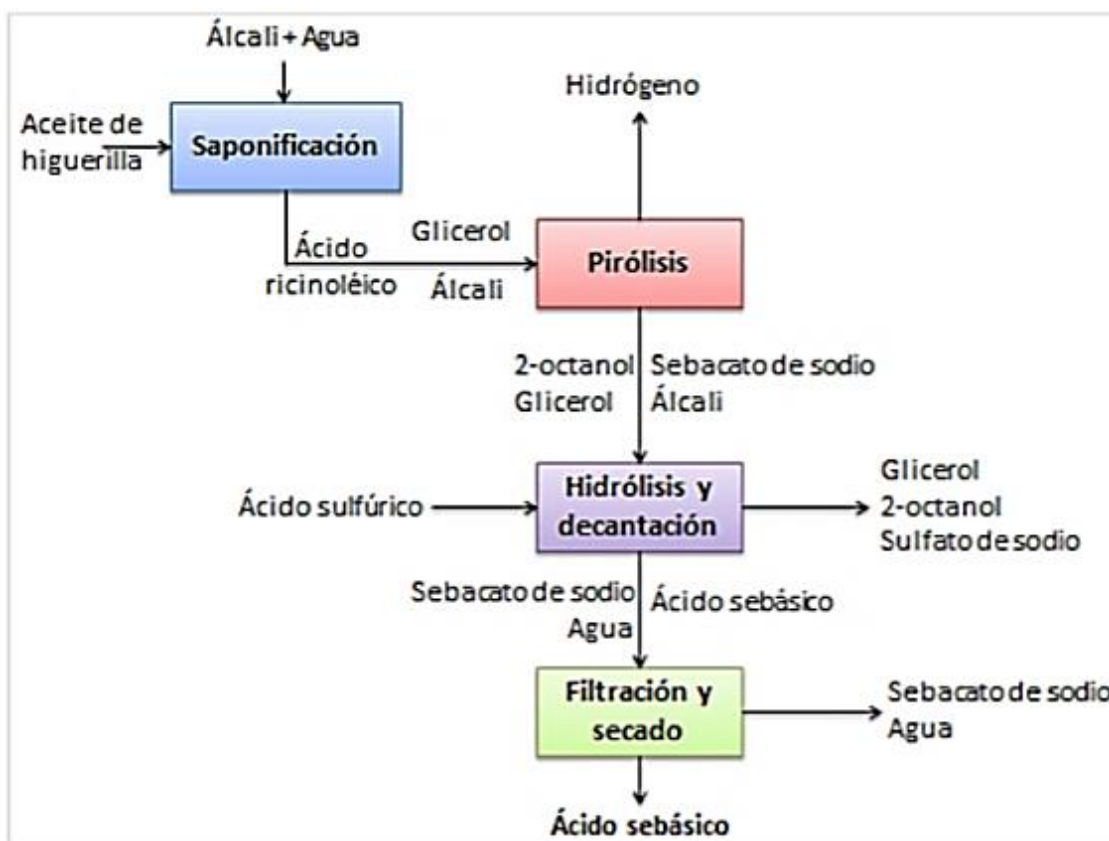 Álcali + Agua
Hidrógeno
Aceite de
higuerilla
Saponificación
Glicerol
Ácido
ricinoléico
Álcali
Pirólisis
2-octanol
Glicerol
Sebacato de sodio
Álcali
Ácido sulfúrico
Hidrólisis y
decantación
Glicerol
2-octanol
Sulfato de sodio
Sebacato de sodio
Agua
Ácido sebásico
Filtración y
secado
Sebacato de sodio
Agua
Ácido sebásico